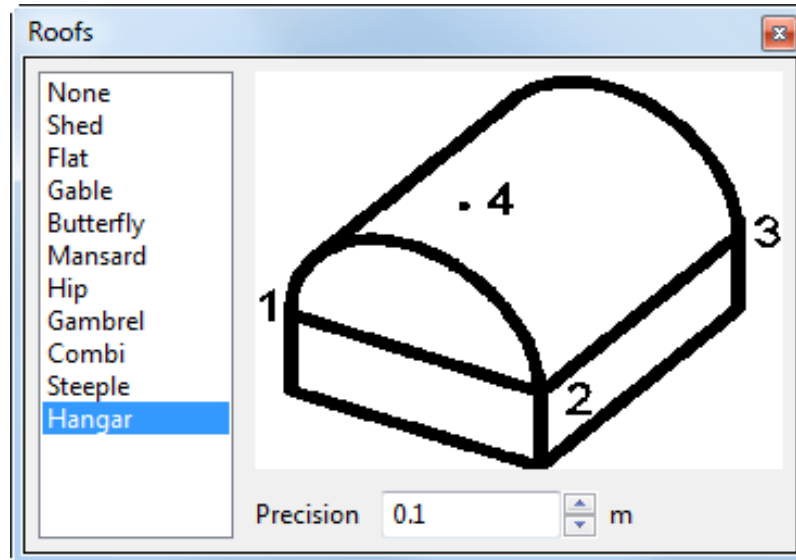 Roofs
None
Shed
Flat
Gable
Butterfly
Mansard
Hip
Gambrel
Combi
Steeple
Hangar
4
3
1
2
Precision 0.1 m